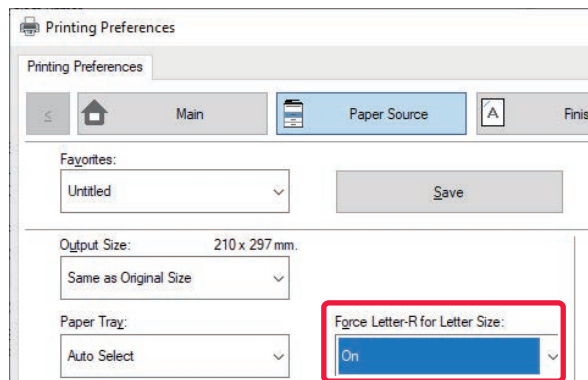 Printing Preferences
Printing Preferences
< Main Paper Source A Finis
Favorites:
Untitled Save
Output Size: 210 x 297 mm.
Same as Original Size
Paper Tray: Force Letter-R for Letter Size:
Auto Select On